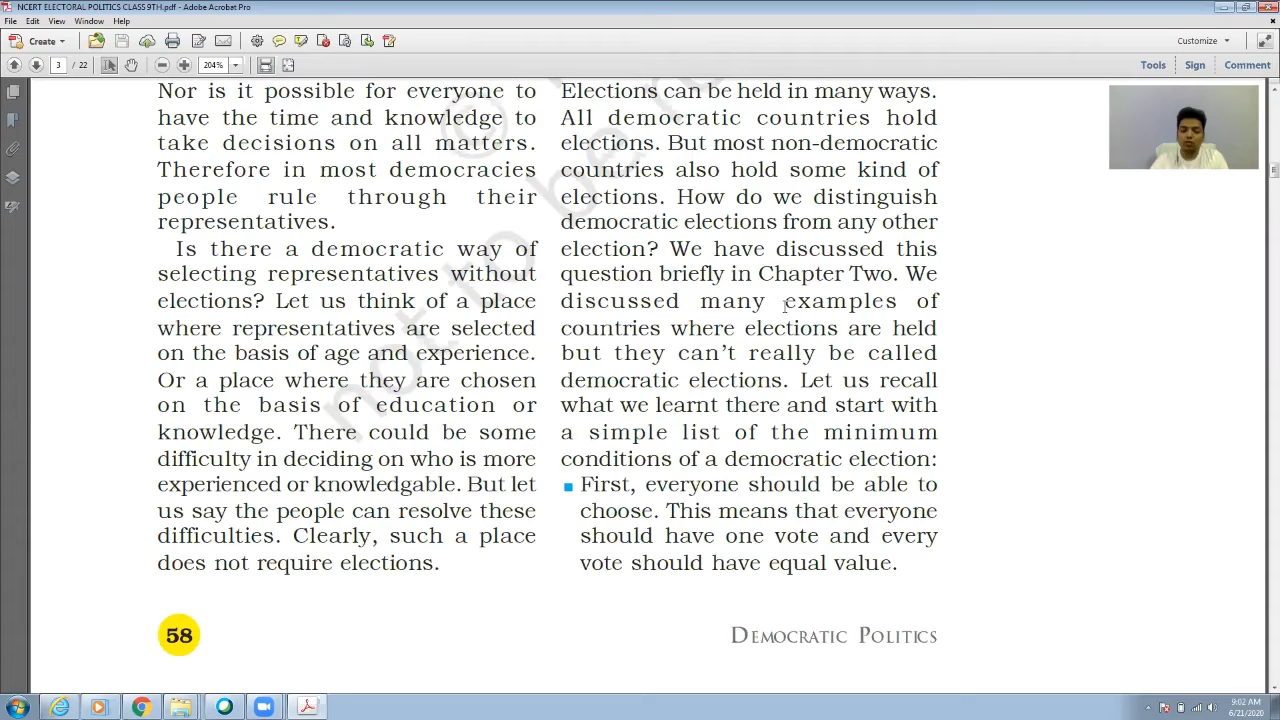 NCERT ELECTORAL POLITICS CLASS 9TH.pdf - Adobe Acrobat Pro
File Edit View Window Help
Create
Customize
3 / 22
204%
Tools Sign Comment
Nor is it possible for everyone to
have the time and knowledge to
take decisions on all matters.
Therefore in most democracies
people rule through their
representatives.
Is there a democratic way of
selecting representatives without
elections? Let us think of a place
where representatives are selected
on the basis of age and experience.
Or a place where they are chosen
on the basis of education or
knowledge. There could be some
difficulty in deciding on who is more
experienced or knowledgable. But let
us say the people can resolve these
difficulties. Clearly, such a place
does not require elections.
Elections can be held in many ways.
All democratic countries hold
elections. But most non-democratic
countries also hold some kind of
elections. How do we distinguish
democratic elections from any other
election? We have discussed this
question briefly in Chapter Two. We
discussed many examples of
countries where elections are held
but they can't really be called
democratic elections. Let us recall
what we learnt there and start with
a simple list of the minimum
conditions of a democratic election:
First, everyone should be able to
choose. This means that everyone
should have one vote and every
vote should have equal value.
58
DEMOCRATIC POLITICS
not to be
©
9:02 AM
6/21/2020